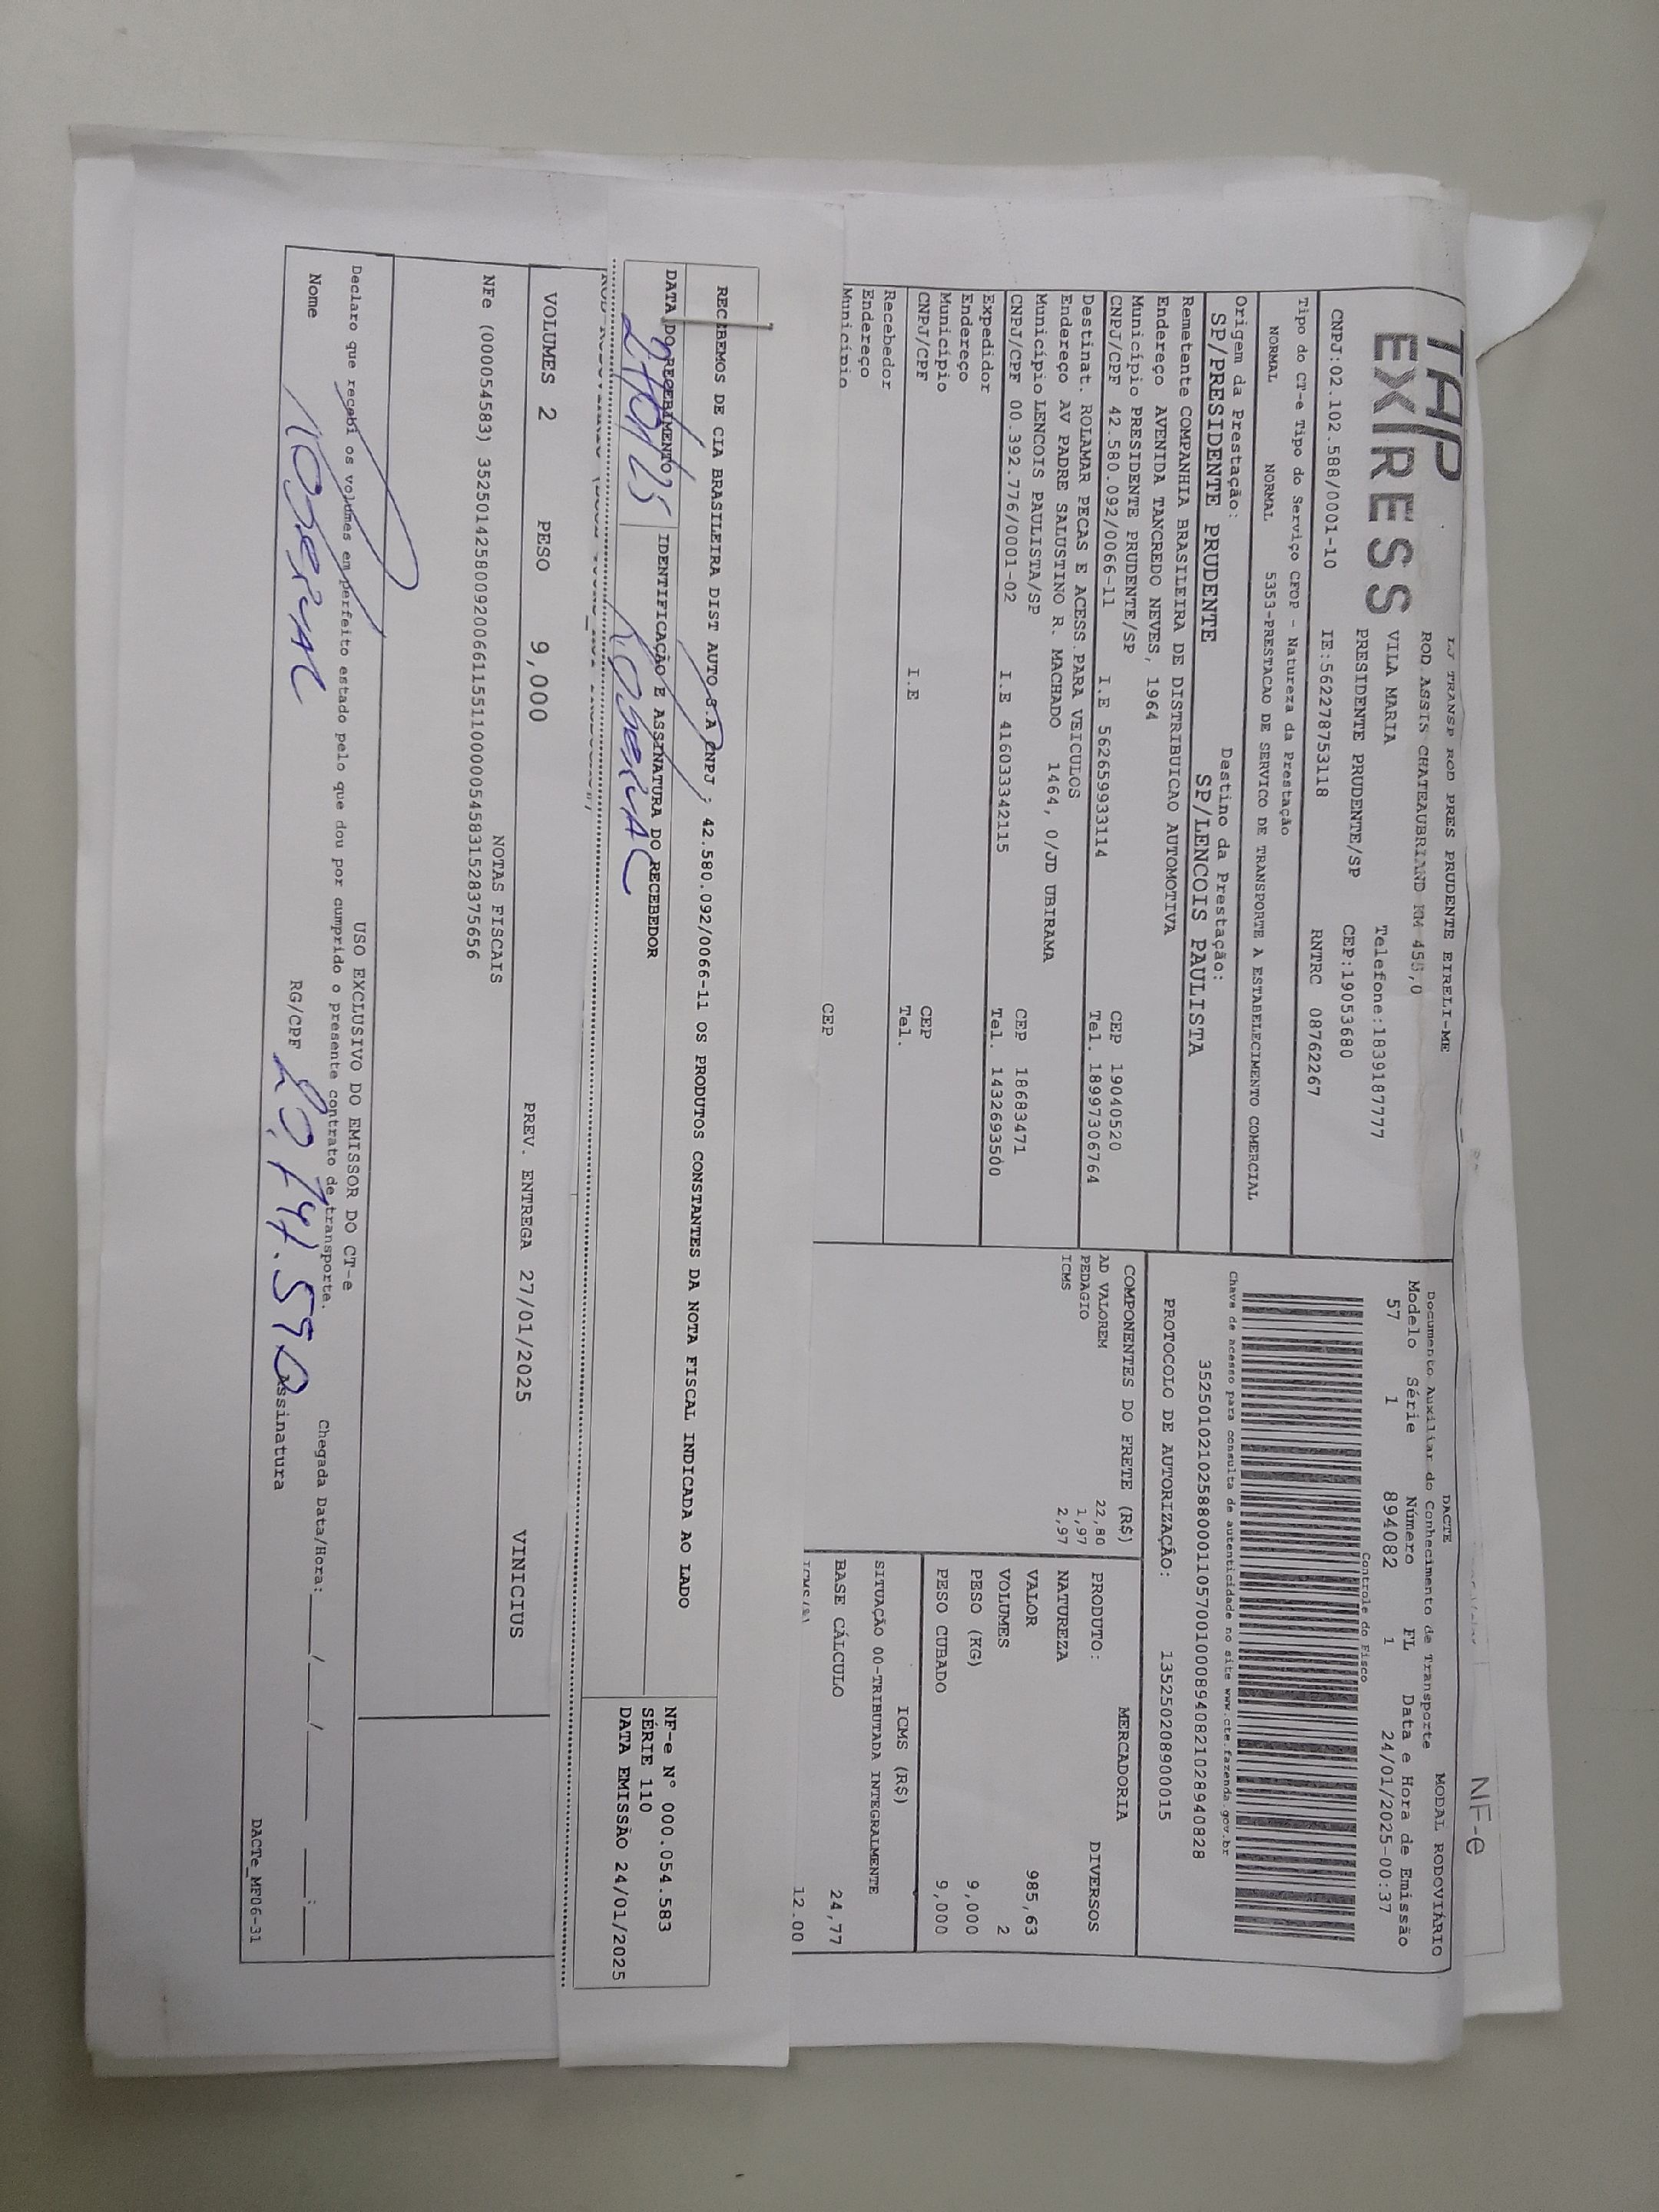 NF-e
TAP
EXPRESS
LJ TRANSP ROD PRES PRUDENTE EIRELI-ME
ROD. ASSIS CHATEAUBRIAND KM 455,0
VILA MARIA Telefone:1839187777
PRESIDENTE PRUDENTE/SP CEP:19053680
CNPJ:02.102.588/0001-10 IE:562278753118 RNTRC 08762267
Tipo do CT-e Tipo do Serviço CFOP - Natureza da Prestação
NORMAL NORMAL 5353-PRESTACAO DE SERVICO DE TRANSPORTE A ESTABELECIMENTO COMERCIAL
Origem da Prestação: Destino da Prestação:
SP/PRESIDENTE PRUDENTE SP/LENCOIS PAULISTA
Remetente COMPANHIA BRASILEIRA DE DISTRIBUICAO AUTOMOTIVA
Endereço AVENIDA TANCREDO NEVES, 1964
Município PRESIDENTE PRUDENTE/SP CEP 19040520
CNPJ/CPF 42.580.092/0066-11 I.E 562659933114 Tel. 18997306764
Destinat. ROLAMAR PECAS E ACESS.PARA VEICULOS
Endereço AV PADRE SALUSTINO R. MACHADO 1464, 0/JD UBIRAMA
Município LENCOIS PAULISTA/SP CEP 18683471
CNPJ/CPF 00.392.776/0001-02 I.E 416033342115 Tel. 1432693500
Expedidor
Endereço
Município CEP
CNPJ/CPF I.E Tel.
Recebedor
Endereço
Município CEP
DACTE MODAL RODOVIÁRIO
Documento Auxiliar do Conhecimento de Transporte
Modelo Série Número FL Data e Hora de Emissão
57 1 894082 1 24/01/2025-00:37
Controle do Fisco
Chave de acesso para consulta de autenticidade no site www.cte.fazenda.gov.br
35250102102588000110570010008940821028940828
PROTOCOLO DE AUTORIZAÇÃO: 135250208900015
COMPONENTES DO FRETE (R$)
AD VALOREM 22,80
PEDAGIO 1,97
ICMS 2,97
MERCADORIA
PRODUTO: DIVERSOS
NATUREZA
VALOR 985,63
VOLUMES 2
PESO (KG) 9,000
PESO CUBADO 9,000
ICMS (R$)
SITUAÇÃO 00-TRIBUTADA INTEGRALMENTE
BASE CÁLCULO 24,77
ICMS(%) 12.00
RECEBEMOS DE CIA BRASILEIRA DIST AUTO S.A CNPJ ; 42.580.092/0066-11 OS PRODUTOS CONSTANTES DA NOTA FISCAL INDICADA AO LADO
DATA DO RECEBIMENTO IDENTIFICAÇÃO E ASSINATURA DO RECEBEDOR
NF-e N° 000.054.583
SÉRIE 110
DATA EMISSÃO 24/01/2025
VOLUMES 2 PESO 9,000 PREV. ENTREGA 27/01/2025 VINICIUS
NOTAS FISCAIS
NFe (000054583) 35250142580092006611551100000545831528375656
USO EXCLUSIVO DO EMISSOR DO CT-e
Declaro que recebi os volumes em perfeito estado pelo que dou por cumprido o presente contrato de transporte.
Chegada Data/Hora: ___/___/_____ ___:___
Nome RG/CPF Assinatura
DACTe_MF06-31